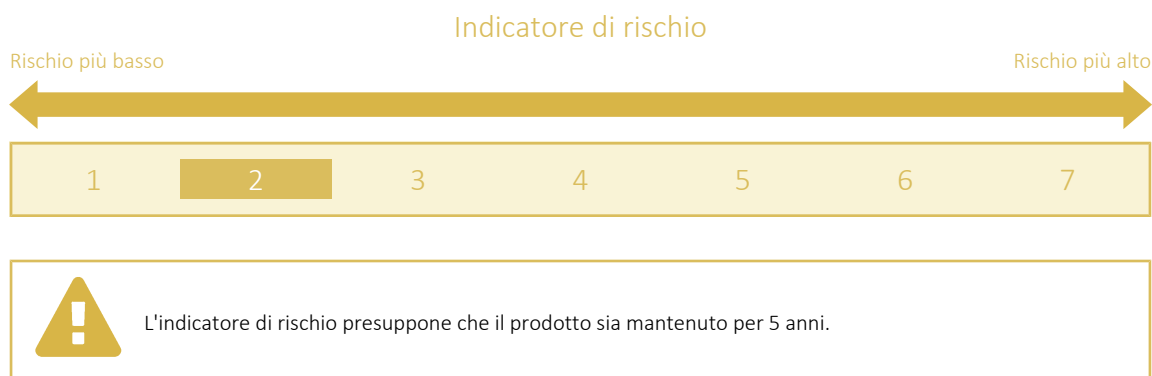 Indicatore di rischio
Rischio più basso Rischio più alto
1 2 3 4 5 6 7
L'indicatore di rischio presuppone che il prodotto sia mantenuto per 5 anni.